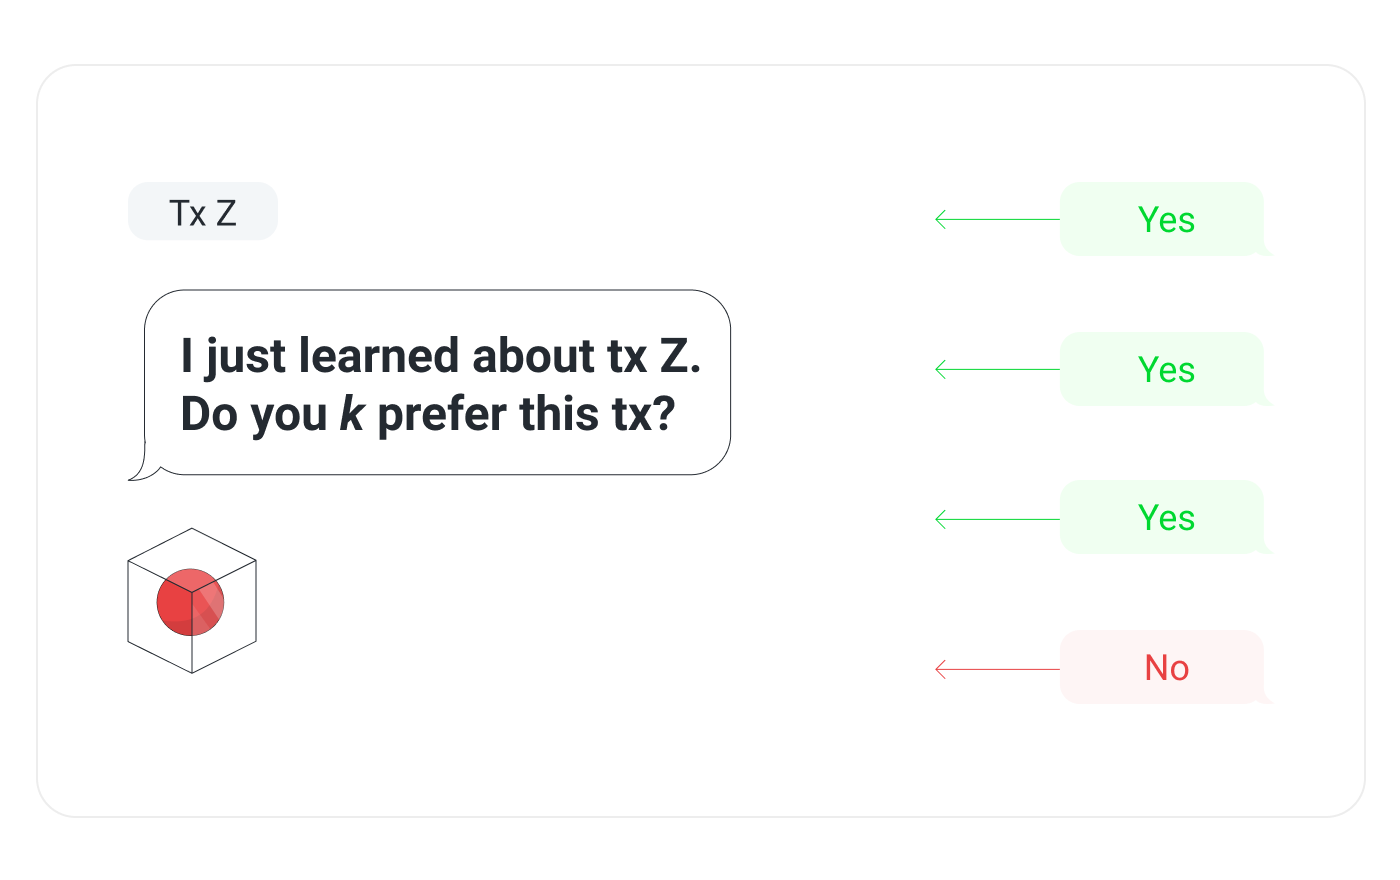 Tx Z
I just learned about tx Z.
Do you k prefer this tx?
Yes
Yes
Yes
No